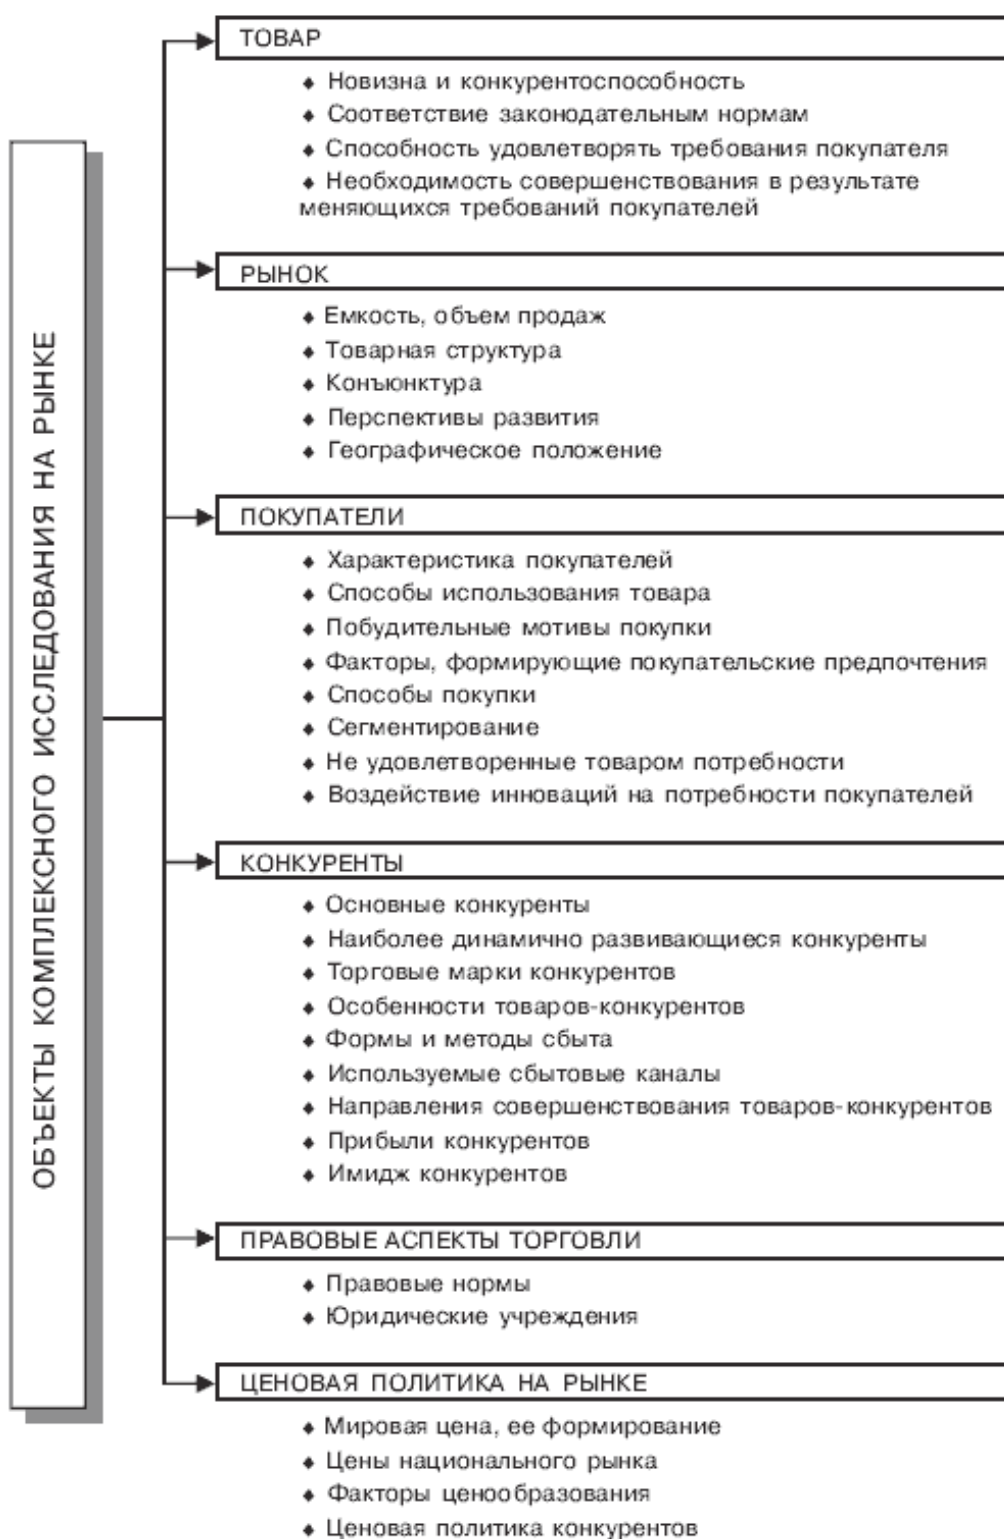 ОБЪЕКТЫ КОМПЛЕКСНОГО ИССЛЕДОВАНИЯ НА РЫНКЕ
ТОВАР
♦ Новизна и конкурентоспособность
♦ Соответствие законодательным нормам
♦ Способность удовлетворять требования покупателя
♦ Необходимость совершенствования в результате
меняющихся требований покупателей
РЫНОК
♦ Емкость, объем продаж
♦ Товарная структура
♦ Конъюнктура
♦ Перспективы развития
♦ Географическое положение
ПОКУПАТЕЛИ
♦ Характеристика покупателей
♦ Способы использования товара
♦ Побудительные мотивы покупки
♦ Факторы, формирующие покупательские предпочтения
♦ Способы покупки
♦ Сегментирование
♦ Не удовлетворенные товаром потребности
♦ Воздействие инноваций на потребности покупателей
КОНКУРЕНТЫ
♦ Основные конкуренты
♦ Наиболее динамично развивающиеся конкуренты
♦ Торговые марки конкурентов
♦ Особенности товаров-конкурентов
♦ Формы и методы сбыта
♦ Используемые сбытовые каналы
♦ Направления совершенствования товаров-конкурентов
♦ Прибыли конкурентов
♦ Имидж конкурентов
ПРАВОВЫЕ АСПЕКТЫ ТОРГОВЛИ
♦ Правовые нормы
♦ Юридические учреждения
ЦЕНОВАЯ ПОЛИТИКА НА РЫНКЕ
♦ Мировая цена, ее формирование
♦ Цены национального рынка
♦ Факторы ценообразования
♦ Ценовая политика конкурентов